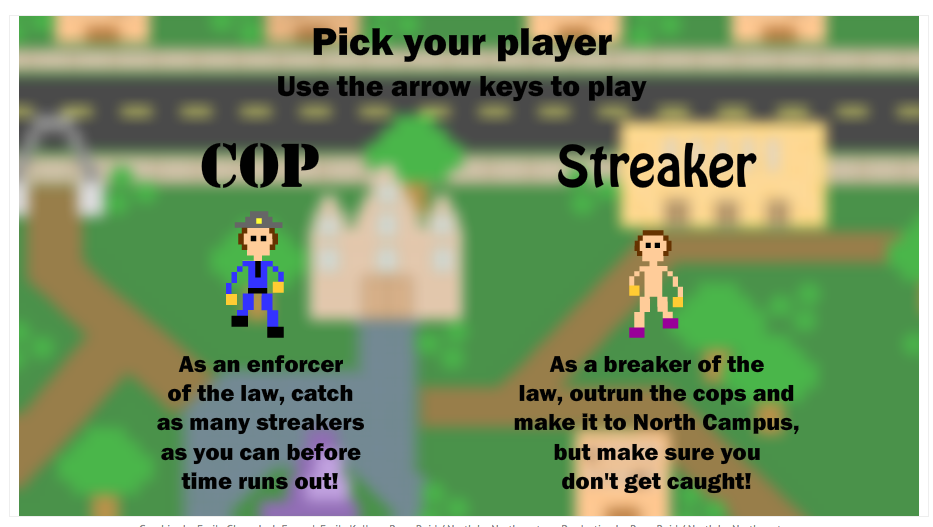 Pick your player
Use the arrow keys to play
COP
Streaker
As an enforcer
of the law, catch
as many streakers
as you can before
time runs out!
As a breaker of the
law, outrun the cops and
make it to North Campus,
but make sure you
don't get caught!